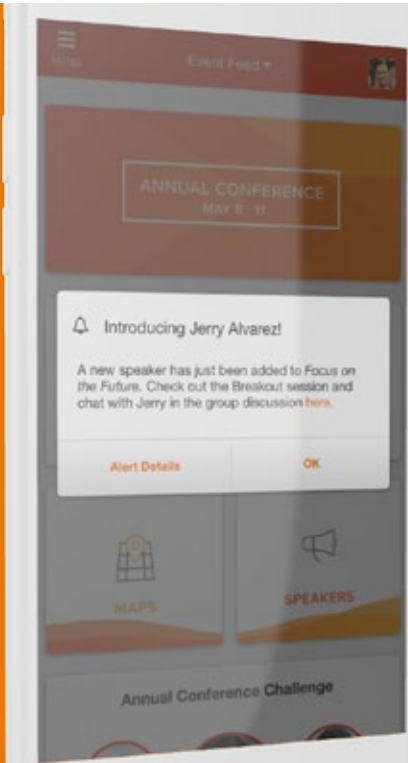 Menu
Event Feed
ANNUAL CONFERENCE
MAY 8 - 11
Introducing Jerry Alvarez!
A new speaker has just been added to Focus on
the Future. Check out the Breakout session and
chat with Jerry in the group discussion here.
Alert Details
OK
MAPS
SPEAKERS
Annual Conference Challenge